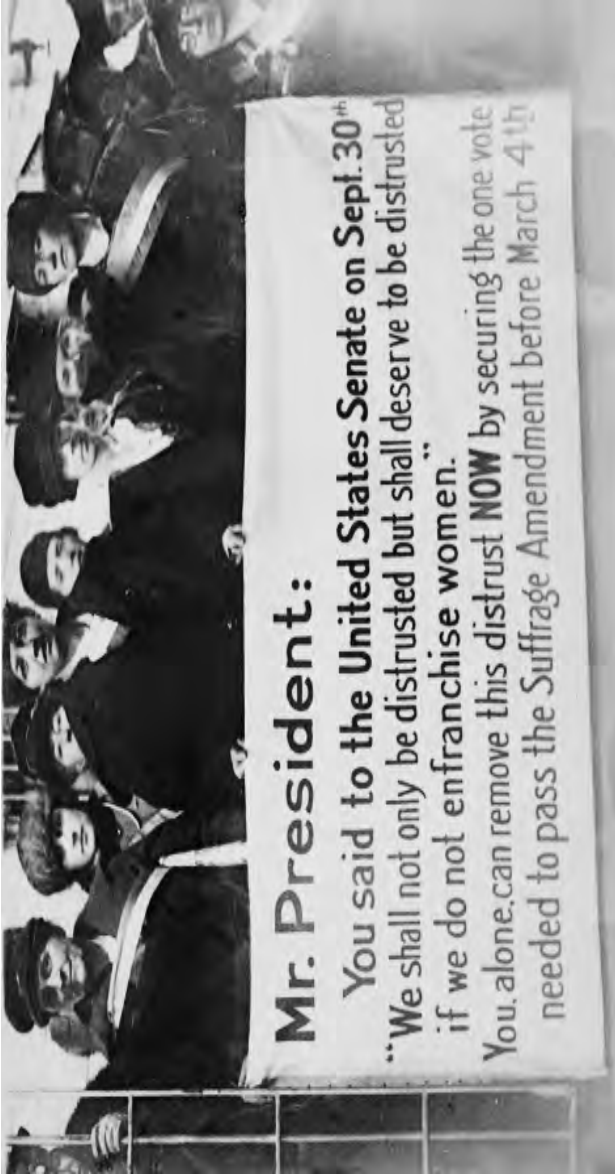 Mr. President:
You said to the United States Senate on Sept. 30th
"We shall not only be distrusted but shall deserve to be distrusted
if we do not enfranchise women."
You.alone.can remove this distrust NOW by securing the one vote
needed to pass the Suffrage Amendment before March 4th